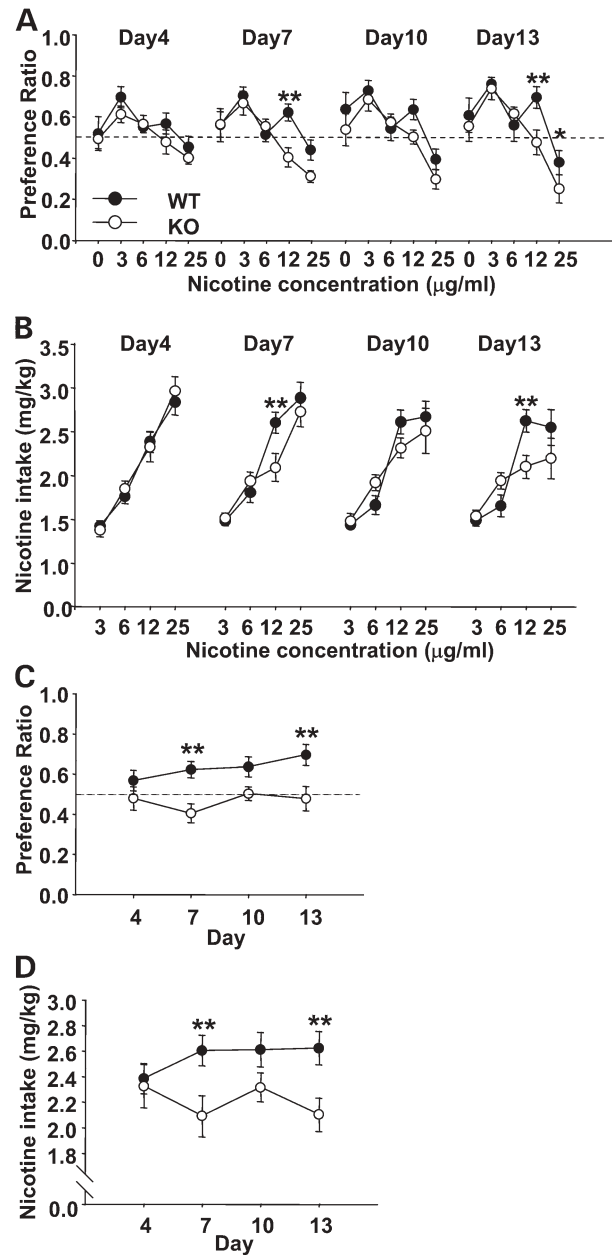 A
Day4 Day7 Day10 Day13
Preference Ratio
1.0
0.8
0.6
0.4
0.2
0.0
** ** *
WT
KO
0 3 6 12 25 0 3 6 12 25 0 3 6 12 25 0 3 6 12 25
Nicotine concentration (μg/ml)
B
Day4 Day7 Day10 Day13
Nicotine intake (mg/kg)
3.5
3.0
2.5
2.0
1.5
1.0
0.0
** **
3 6 12 25 3 6 12 25 3 6 12 25 3 6 12 25
Nicotine concentration (μg/ml)
C
Preference Ratio
1.0
0.8
0.6
0.4
0.2
0.0
** **
4 7 10 13
Day
D
Nicotine intake (mg/kg)
3.0
2.8
2.6
2.4
2.2
2.0
1.8
0.0
** **
4 7 10 13
Day